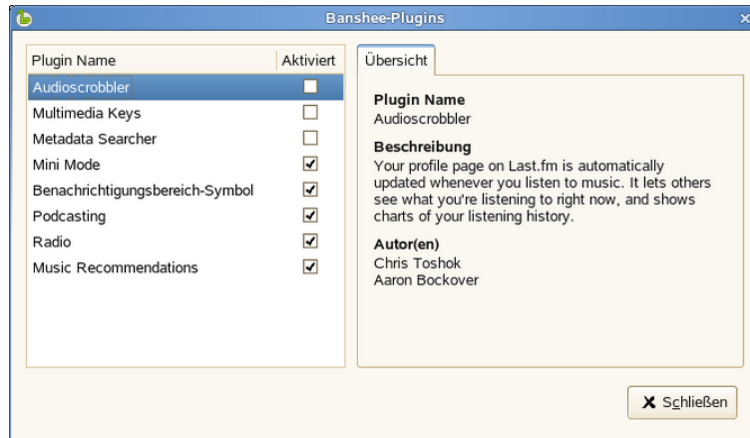 Banshee-Plugins
Plugin Name Aktiviert
Audioscrobbler
Multimedia Keys
Metadata Searcher
Mini Mode
Benachrichtigungsbereich-Symbol
Podcasting
Radio
Music Recommendations
Übersicht
Plugin Name
Audioscrobbler
Beschreibung
Your profile page on Last.fm is automatically
updated whenever you listen to music. It lets others
see what you're listening to right now, and shows
charts of your listening history.
Autor(en)
Chris Toshok
Aaron Bockover
Schließen